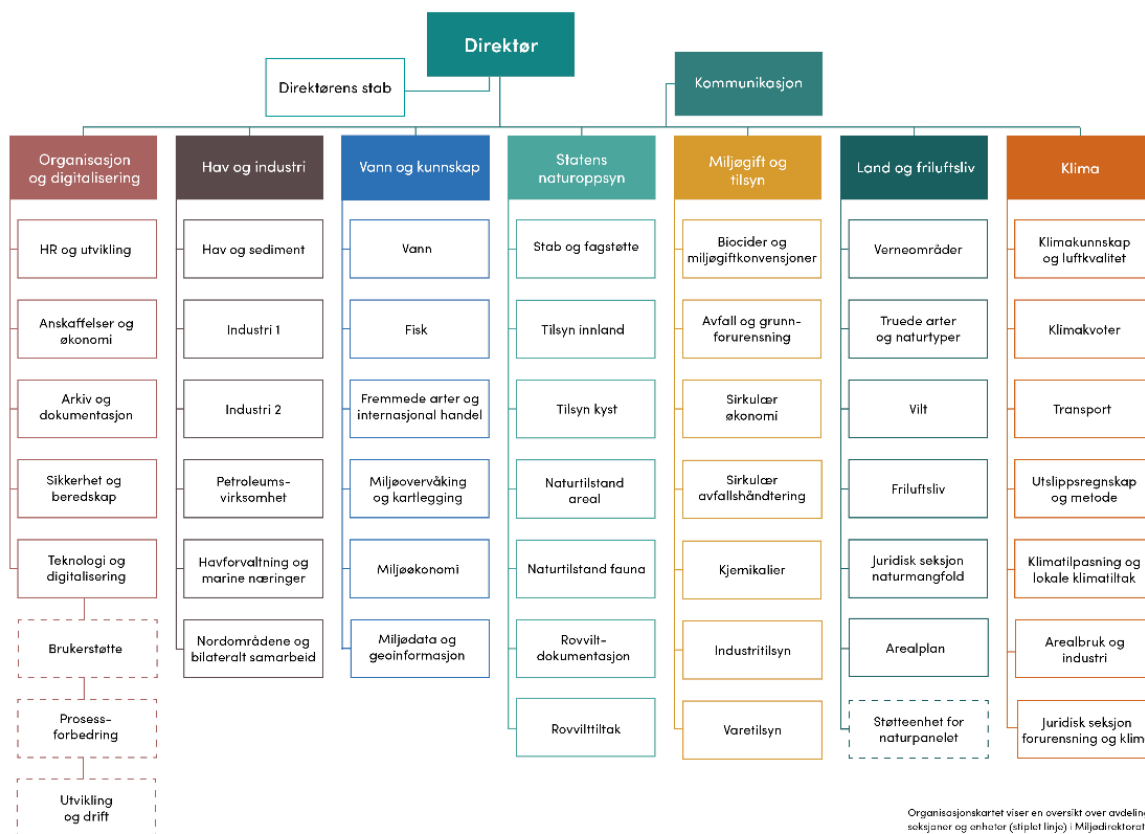 Direktør
Direktørens stab
Kommunikasjon
Organisasjon
og digitalisering
HR og utvikling
Anskaffelser og
økonomi
Arkiv og
dokumentasjon
Sikkerhet og
beredskap
Teknologi og
digitalisering
Brukerstøtte
Prosess-
forbedring
Utvikling
og drift
Hav og industri
Hav og sediment
Industri 1
Industri 2
Petroleums-
virksomhet
Havforvaltning og
marine næringer
Nordområdene og
bilateralt samarbeid
Vann og kunnskap
Vann
Fisk
Fremmede arter og
internasjonal handel
Miljøovervåking
og kartlegging
Miljøøkonomi
Miljødata og
geoinformasjon
Statens
naturoppsyn
Stab og fagstøtte
Tilsyn innland
Tilsyn kyst
Naturtilstand
areal
Naturtilstand fauna
Rovvilt-
dokumentasjon
Rovvilttiltak
Miljøgift og
tilsyn
Biocider og
miljøgiftkonvensjoner
Avfall og grunn-
forurensning
Sirkulær
økonomi
Sirkulær
avfallshåndtering
Kjemikalier
Industritilsyn
Varetilsyn
Land og friluftsliv
Verneområder
Truede arter
og naturtyper
Vilt
Friluftsliv
Juridisk seksjon
naturmangfold
Arealplan
Støtteenhet for
naturpanelet
Klima
Klimakunnskap
og luftkvalitet
Klimakvoter
Transport
Utslippsregnskap
og metode
Klimatilpasning og
lokale klimatiltak
Arealbruk og
industri
Juridisk seksjon
forurensning og klima
Organisasjonskartet viser en oversikt over
seksjoner og enheter (stiplet linje) i